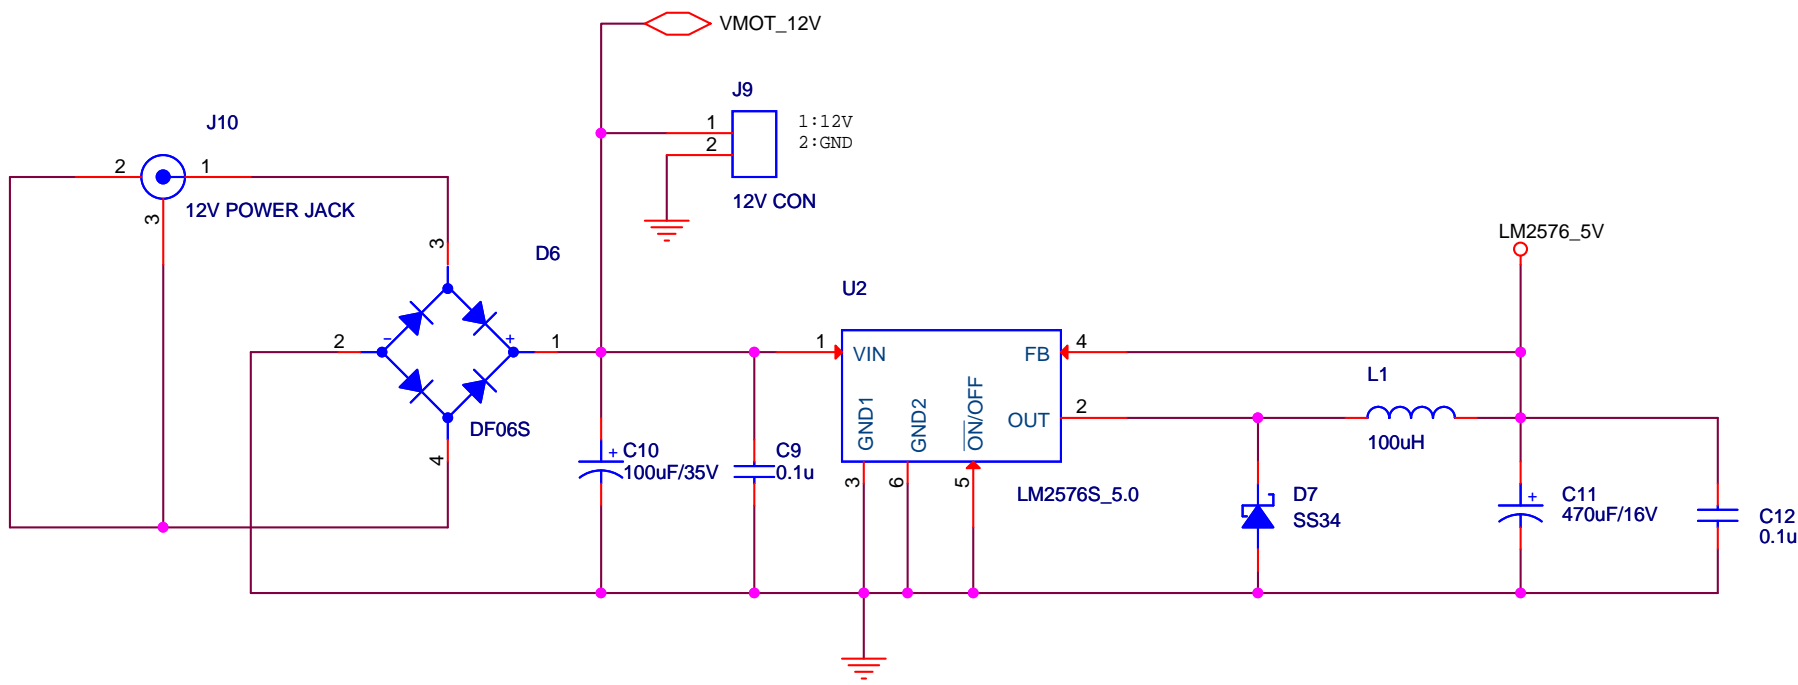 VMOT_12V
J9
1
2
1:12V
2:GND
12V CON
J10
2
1
3
12V POWER JACK
D6
3
2
-
+
1
4
DF06S
+
C10
100uF/35V
C9
0.1u
U2
1
VIN
FB
4
OUT
2
GND1
GND2
ON/OFF
3
6
5
LM2576S_5.0
LM2576_5V
L1
100uH
D7
SS34
+
C11
470uF/16V
C12
0.1u